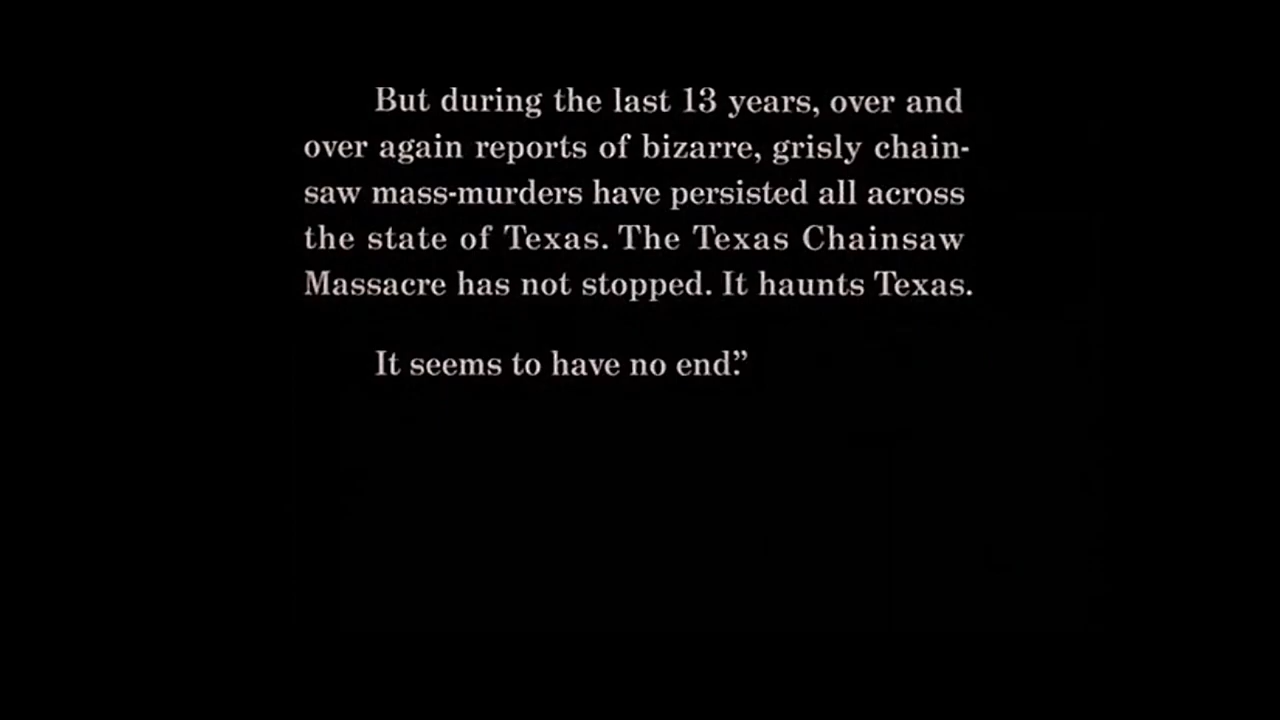 But during the last 13 years, over and
over again reports of bizarre, grisly chain-
saw mass-murders have persisted all across
the state of Texas. The Texas Chainsaw
Massacre has not stopped. It haunts Texas.
It seems to have no end.”